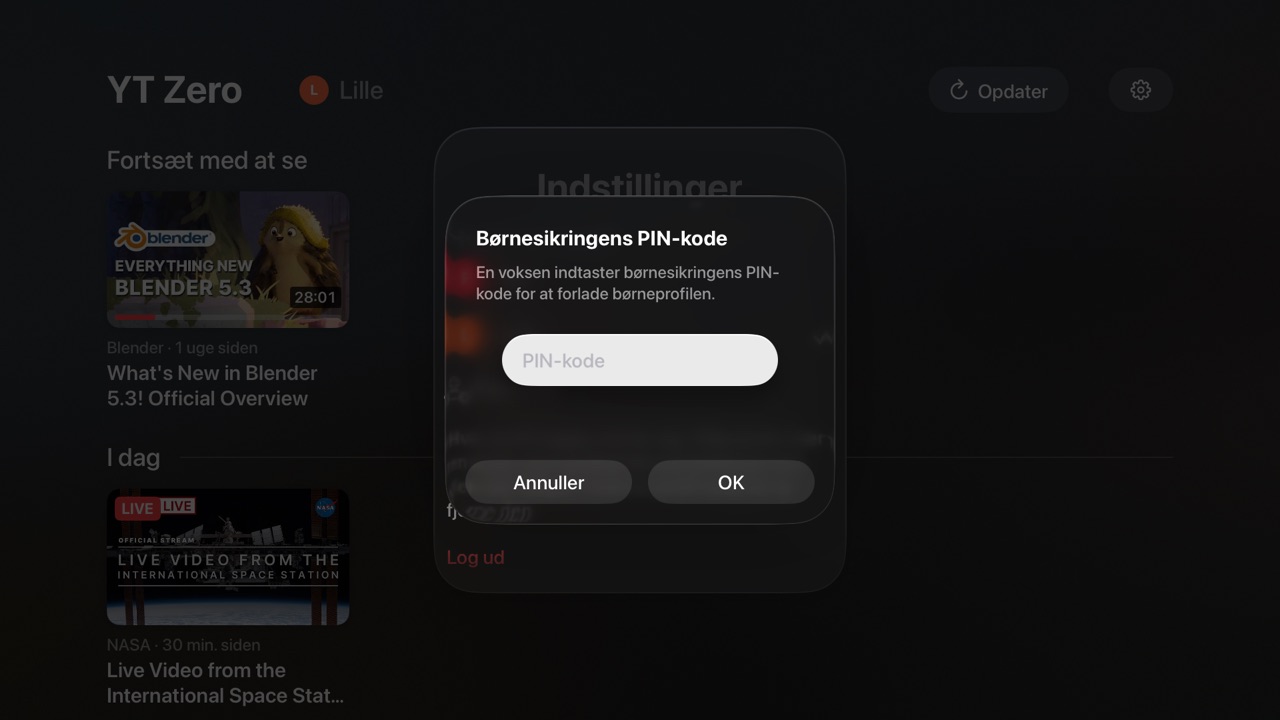 YT Zero
L
Lille
Opdater
Fortsæt med at se
Indstillinger
blender
EVERYTHING NEW
BLENDER 5.3
28:01
Blender · 1 uge siden
What's New in Blender
5.3! Official Overview
Børnesikringens PIN-kode
En voksen indtaster børnesikringens PIN-
kode for at forlade børneprofilen.
PIN-kode
Annuller
OK
Log ud
I dag
LIVE
LIVE
NASA
OFFICIAL STREAM
LIVE VIDEO FROM THE
INTERNATIONAL SPACE STATION
NASA · 30 min. siden
Live Video from the
International Space Stat...